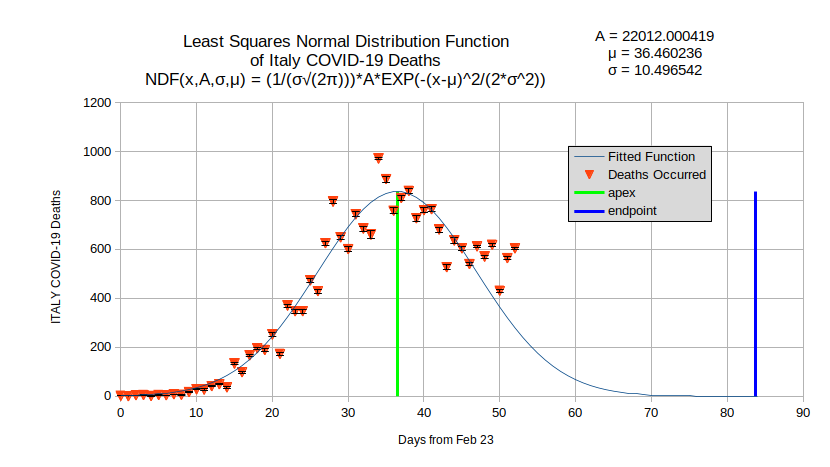 Least Squares Normal Distribution Function
of Italy COVID-19 Deaths
NDF(x,A,σ,μ) = (1/(σ√(2π)))*A*EXP(-(x-μ)^2/(2*σ^2))
A = 22012.000419
μ = 36.460236
σ = 10.496542
1200
1000
800
600
400
200
0
ITALY COVID-19 Deaths
Fitted Function
Deaths Occurred
apex
endpoint
0 10 20 30 40 50 60 70 80 90
Days from Feb 23